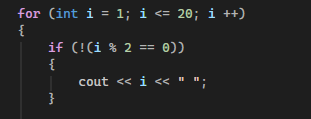 for (int i = 1; i <= 20; i ++)
{
    if (!(i % 2 == 0))
    {
        cout << i << " ";
    }